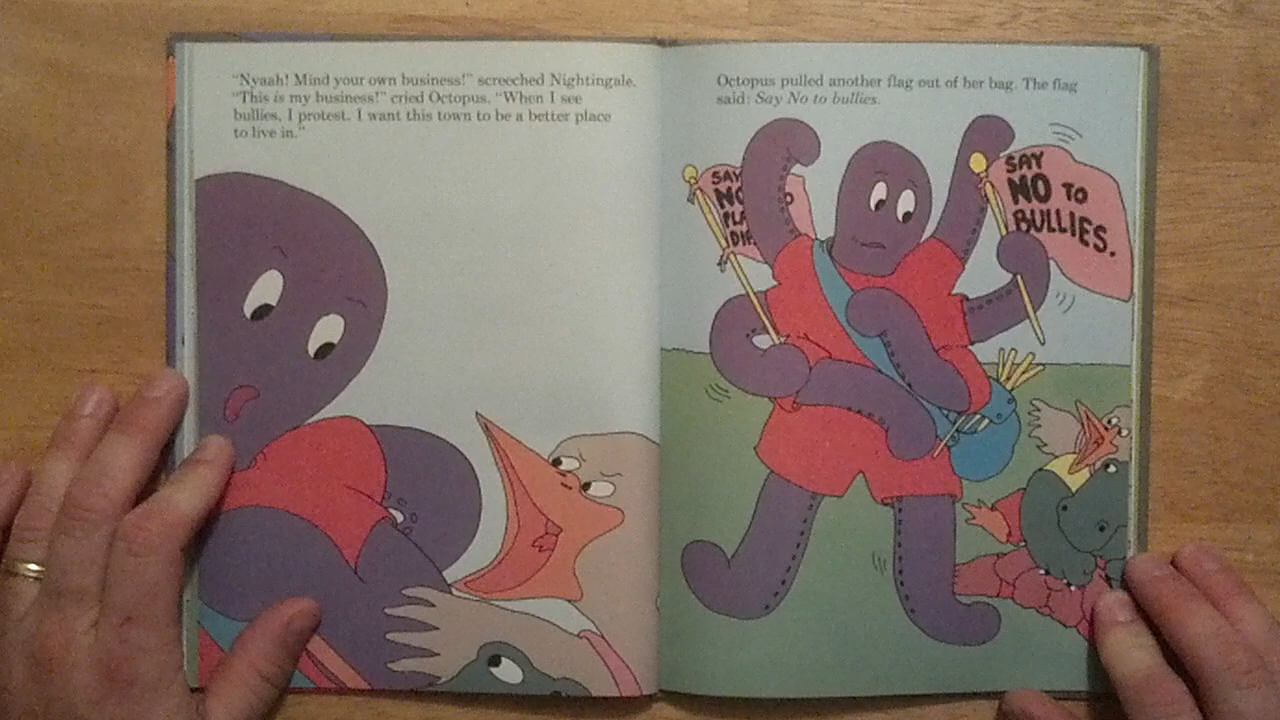 "Nyaah! Mind your own business!" screeched Nightingale.
"This is my business!" cried Octopus. "When I see
bullies, I protest. I want this town to be a better place
to live in."
Octopus pulled another flag out of her bag. The flag
said: Say No to bullies.
SAY
NO
SAY
NO TO
BULLIES.